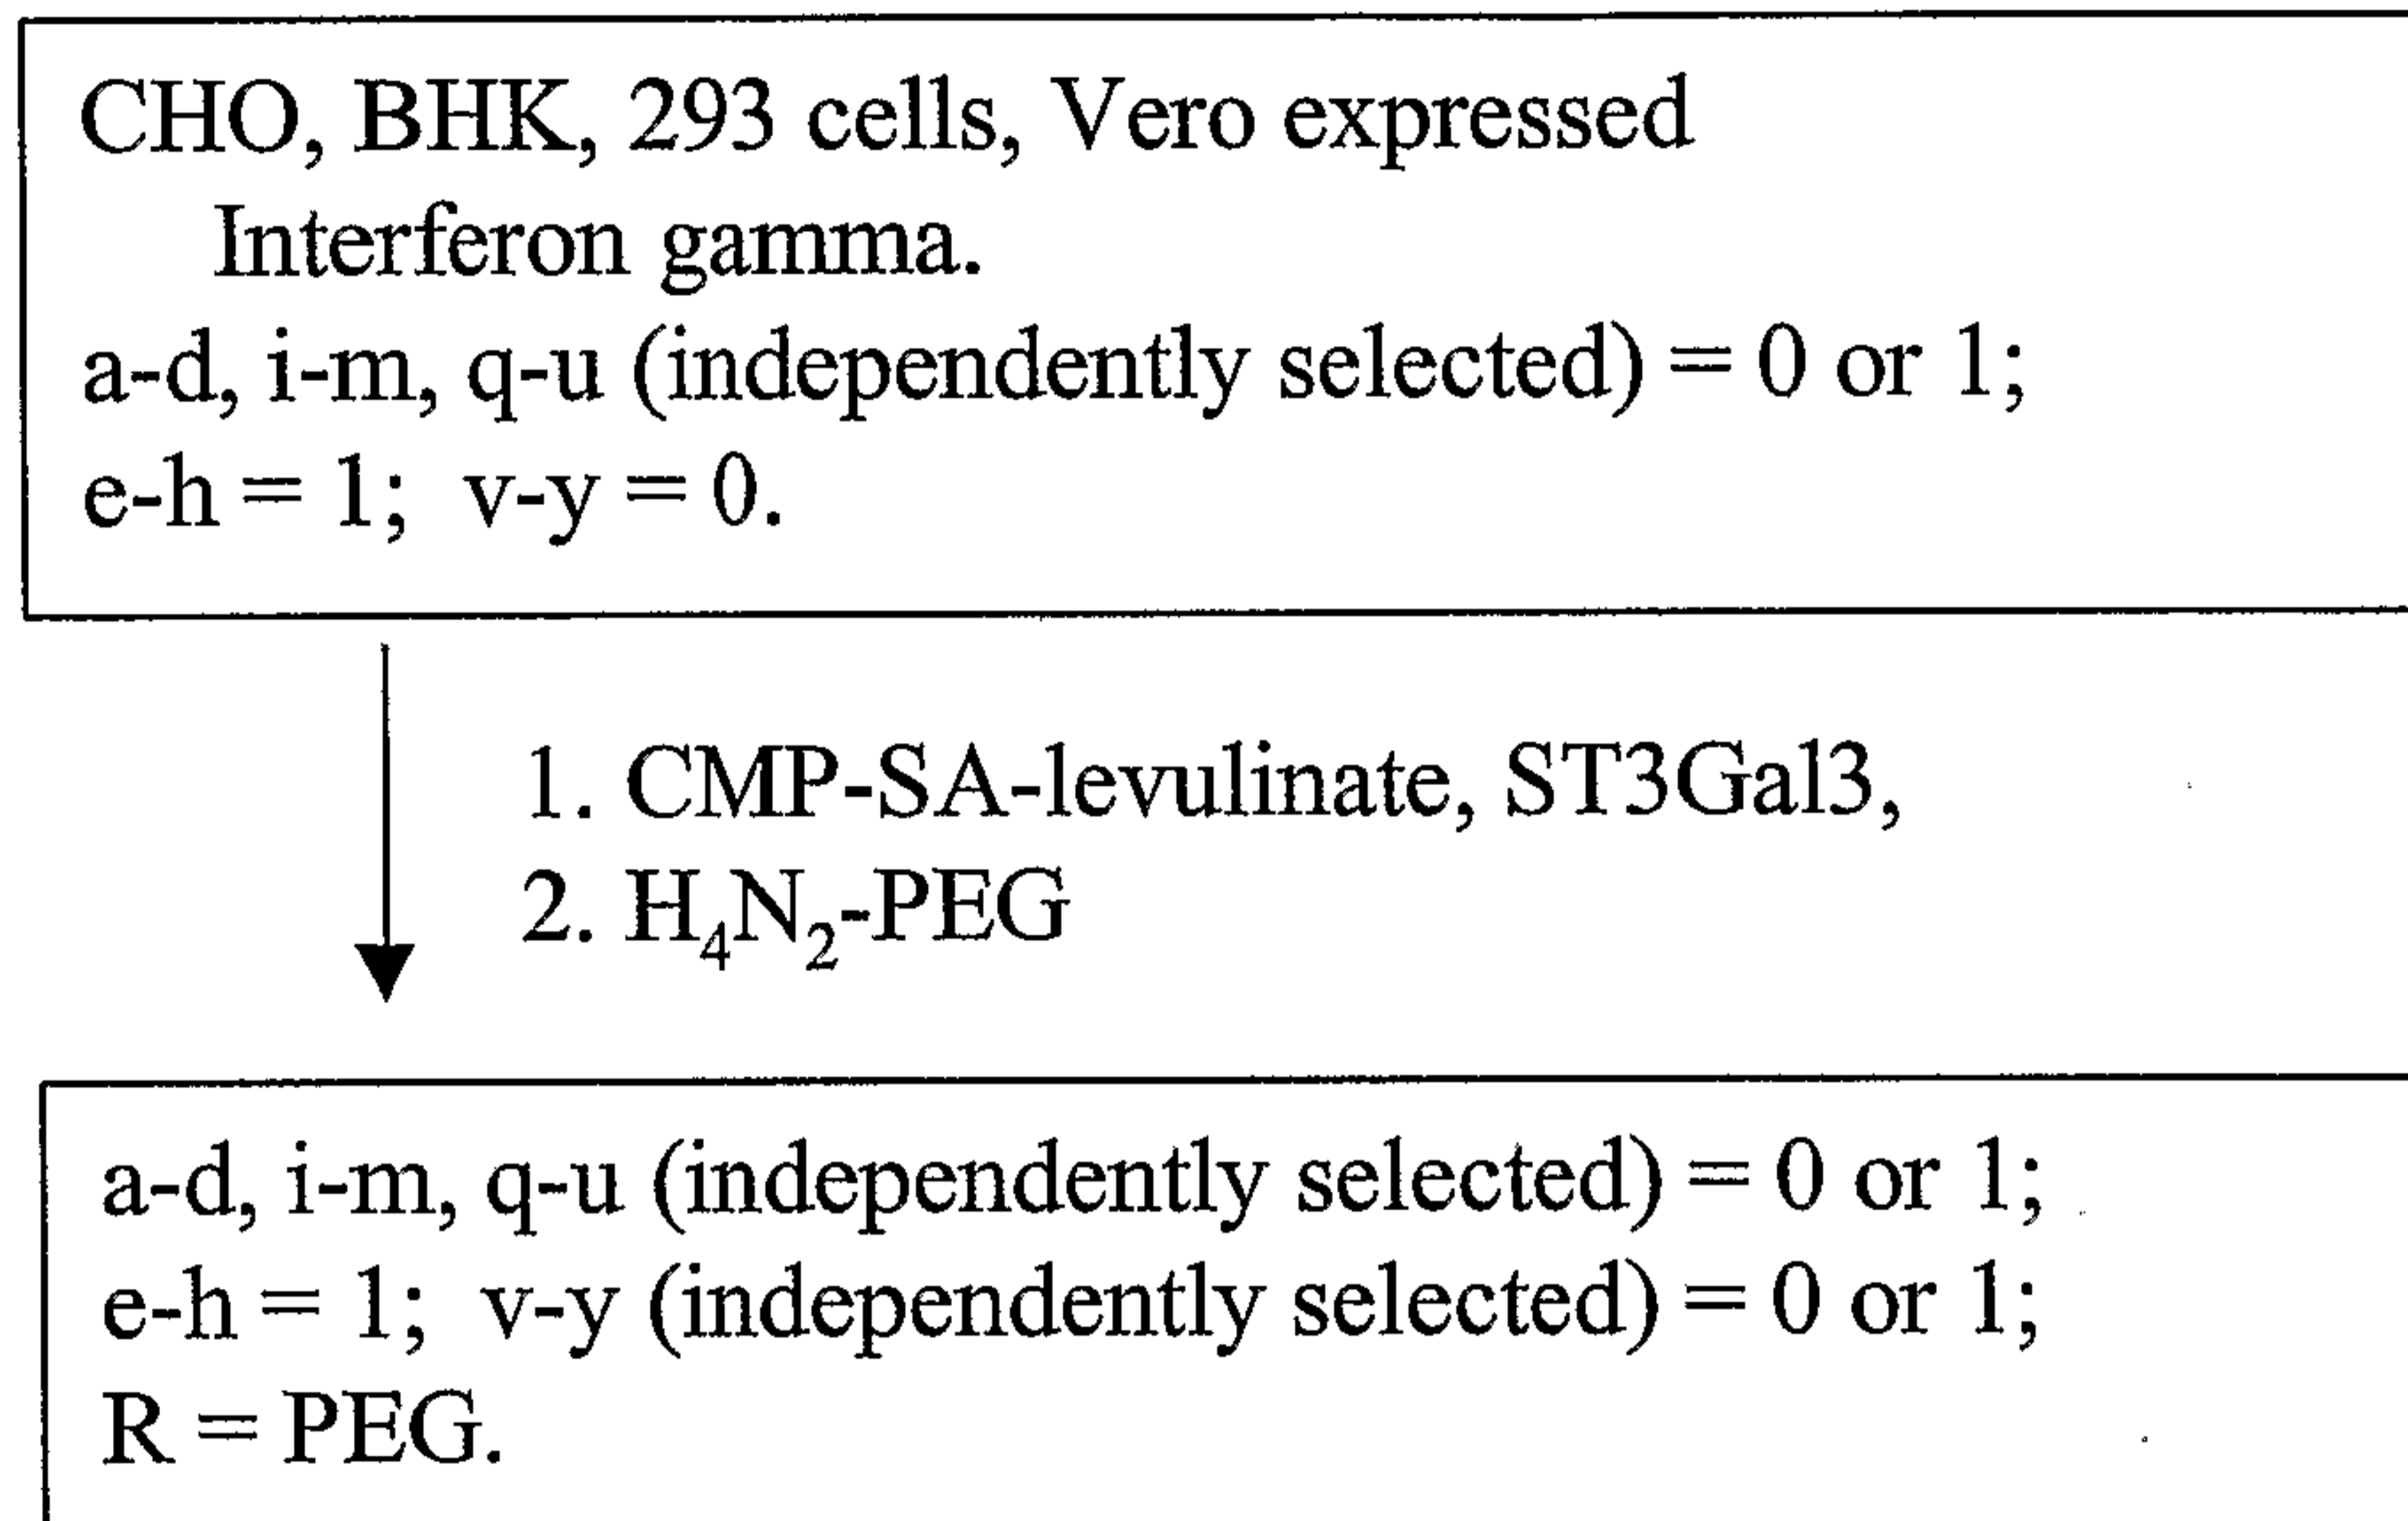 CHO, BHK, 293 cells, Vero expressed
Interferon gamma.
a-d, i-m, q-u (independently selected) = 0 or 1;
e-h = 1; v-y = 0.
1. CMP-SA-levulinate, ST3Gal3,
2. H₄N₂-PEG
a-d, i-m, q-u (independently selected) = 0 or 1;
e-h = 1; v-y (independently selected) = 0 or 1;
R = PEG.